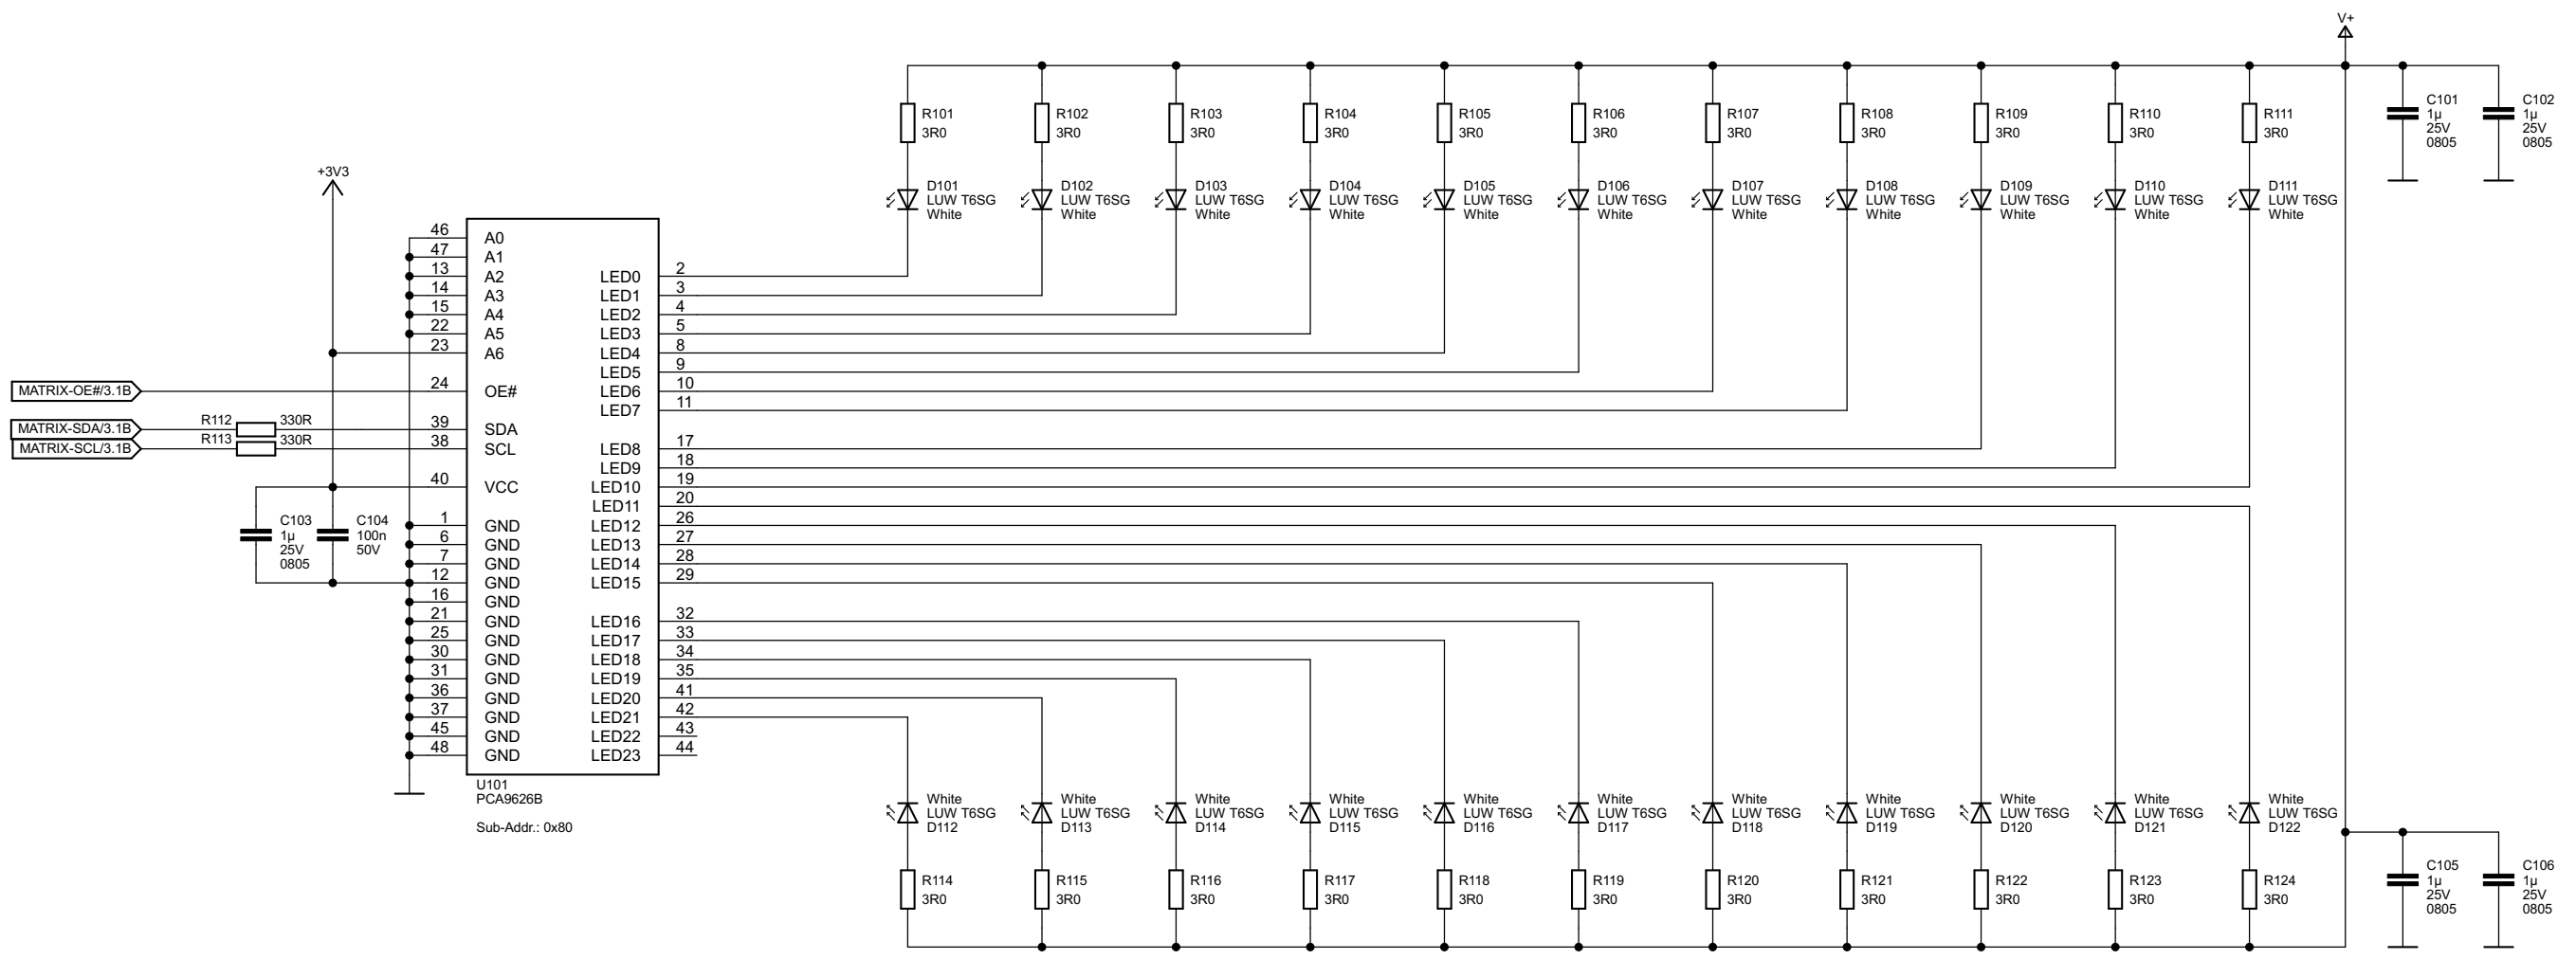 V+
R101
3R0
R102
3R0
R103
3R0
R104
3R0
R105
3R0
R106
3R0
R107
3R0
R108
3R0
R109
3R0
R110
3R0
R111
3R0
C101
1µ
25V
0805
C102
1µ
25V
0805
D101
LUW T6SG
White
D102
LUW T6SG
White
D103
LUW T6SG
White
D104
LUW T6SG
White
D105
LUW T6SG
White
D106
LUW T6SG
White
D107
LUW T6SG
White
D108
LUW T6SG
White
D109
LUW T6SG
White
D110
LUW T6SG
White
D111
LUW T6SG
White
+3V3
46 A0
47 A1
13 A2
14 A3
15 A4
22 A5
23 A6
MATRIX-OE#/3.1B
24 OE#
MATRIX-SDA/3.1B
R112 330R
39 SDA
MATRIX-SCL/3.1B
R113 330R
38 SCL
40 VCC
C103
1µ
25V
0805
C104
100n
50V
1 GND
6 GND
7 GND
12 GND
16 GND
21 GND
25 GND
30 GND
31 GND
36 GND
37 GND
45 GND
48 GND
LED0 2
LED1 3
LED2 4
LED3 5
LED4 8
LED5 9
LED6 10
LED7 11
LED8 17
LED9 18
LED10 19
LED11 20
LED12 26
LED13 27
LED14 28
LED15 29
LED16 32
LED17 33
LED18 34
LED19 35
LED20 41
LED21 42
LED22 43
LED23 44
U101
PCA9626B
Sub-Addr.: 0x80
White
LUW T6SG
D112
White
LUW T6SG
D113
White
LUW T6SG
D114
White
LUW T6SG
D115
White
LUW T6SG
D116
White
LUW T6SG
D117
White
LUW T6SG
D118
White
LUW T6SG
D119
White
LUW T6SG
D120
White
LUW T6SG
D121
White
LUW T6SG
D122
R114
3R0
R115
3R0
R116
3R0
R117
3R0
R118
3R0
R119
3R0
R120
3R0
R121
3R0
R122
3R0
R123
3R0
R124
3R0
C105
1µ
25V
0805
C106
1µ
25V
0805